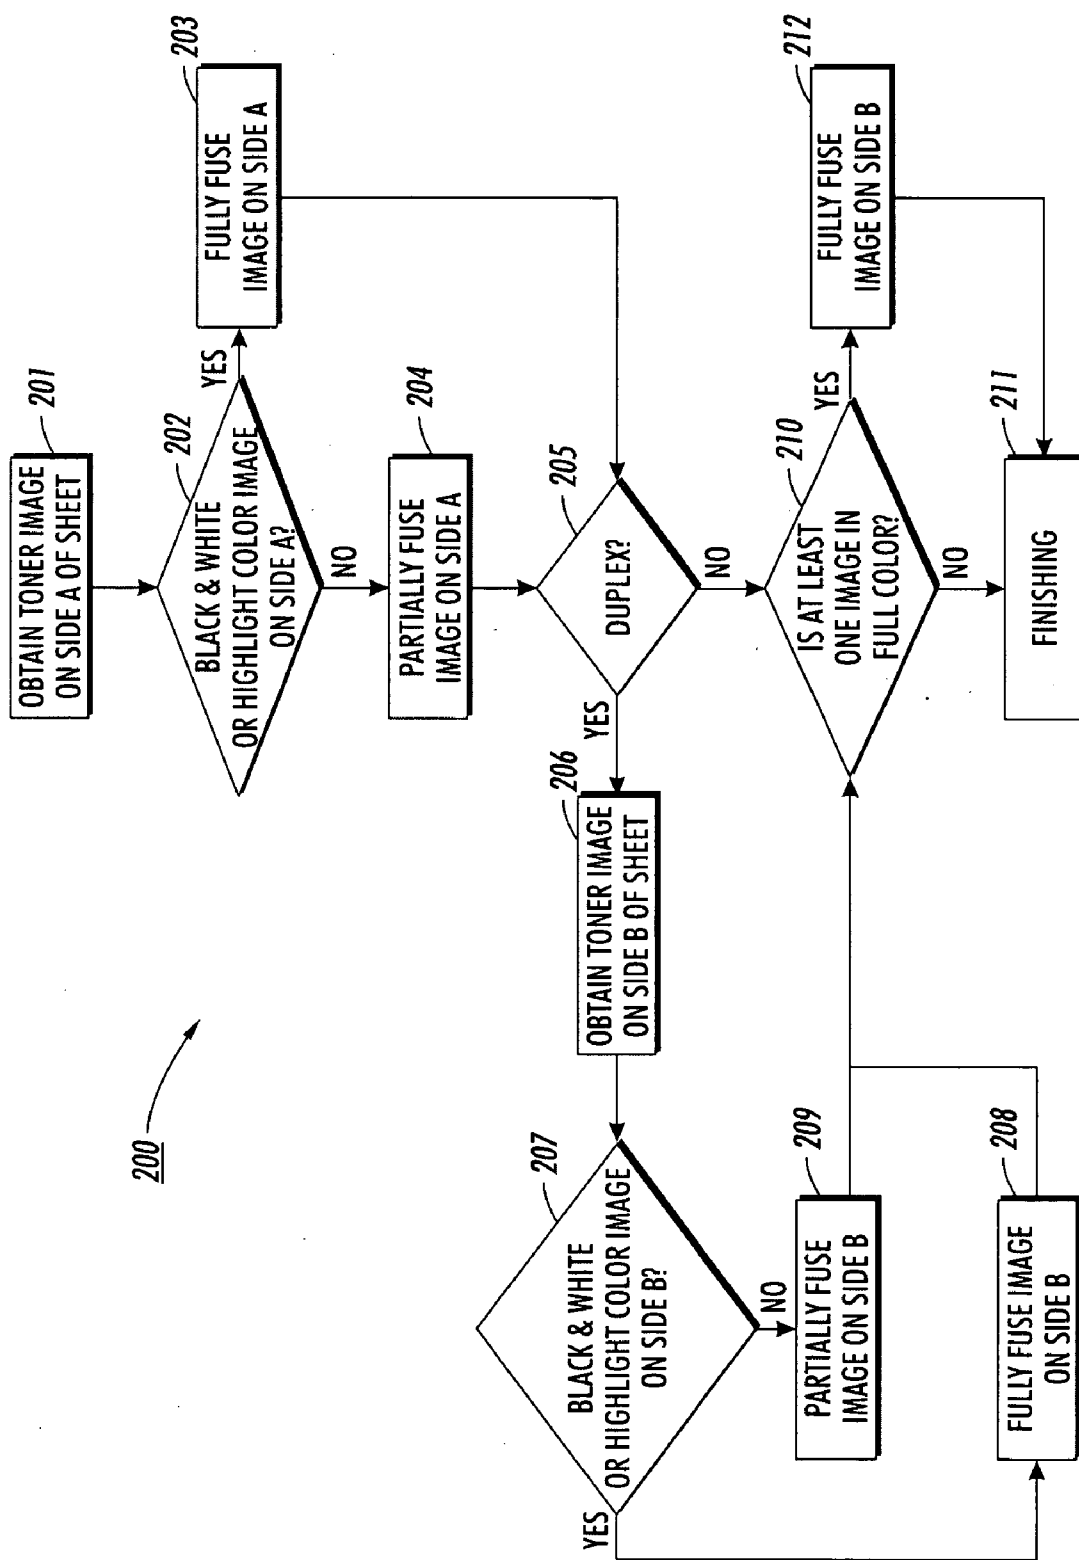 200
201
OBTAIN TONER IMAGE
ON SIDE A OF SHEET
202
BLACK & WHITE
OR HIGHLIGHT COLOR IMAGE
ON SIDE A?
YES
203
FULLY FUSE
IMAGE ON SIDE A
NO
204
PARTIALLY FUSE
IMAGE ON SIDE A
205
DUPLEX?
YES
NO
206
OBTAIN TONER IMAGE
ON SIDE B OF SHEET
207
BLACK & WHITE
OR HIGHLIGHT COLOR IMAGE
ON SIDE B?
YES
NO
209
PARTIALLY FUSE
IMAGE ON SIDE B
208
FULLY FUSE IMAGE
ON SIDE B
210
IS AT LEAST
ONE IMAGE IN
FULL COLOR?
YES
NO
212
FULLY FUSE
IMAGE ON SIDE B
211
FINISHING